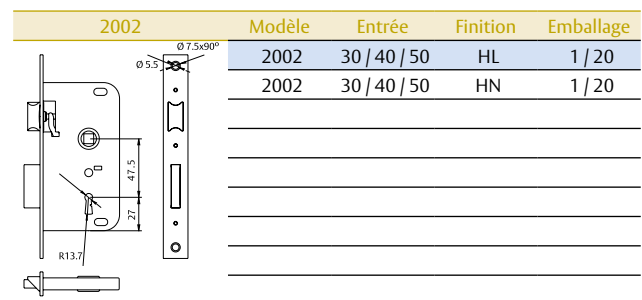 2002 Modèle Entrée Finition Emballage
Ø 7.5x90º
Ø 5.5
2002 30 / 40 / 50 HL 1 / 20
2002 30 / 40 / 50 HN 1 / 20
47.5
27
R13.7